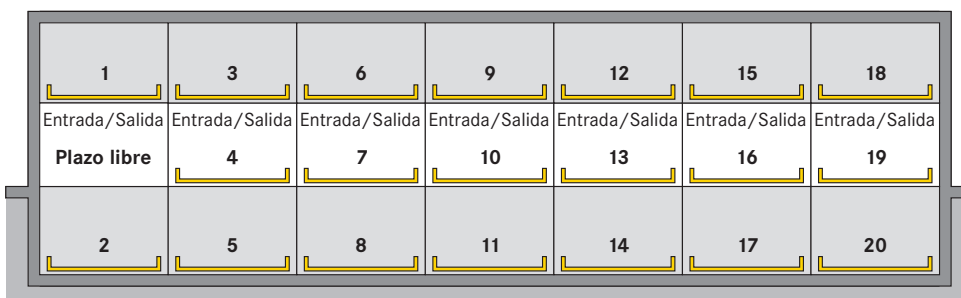 1 3 6 9 12 15 18
Entrada/Salida Entrada/Salida Entrada/Salida Entrada/Salida Entrada/Salida Entrada/Salida Entrada/Salida
Plazo libre 4 7 10 13 16 19
2 5 8 11 14 17 20